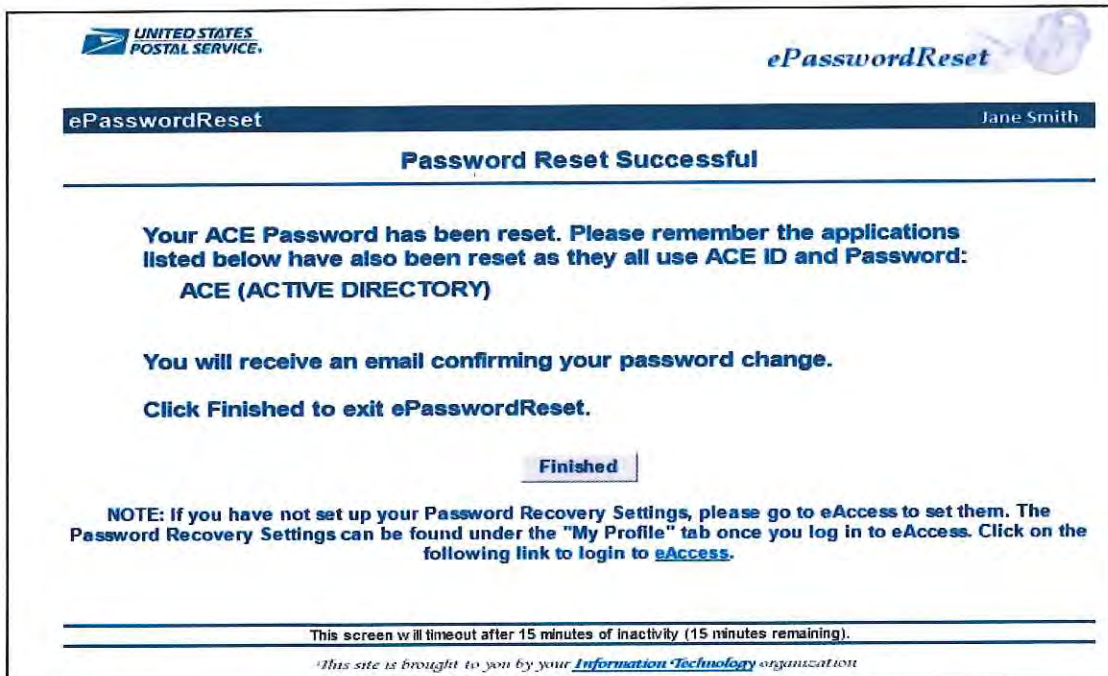 UNITED STATES
POSTAL SERVICE.
ePasswordReset
ePasswordReset Jane Smith
Password Reset Successful
Your ACE Password has been reset. Please remember the applications
listed below have also been reset as they all use ACE ID and Password:
ACE (ACTIVE DIRECTORY)
You will receive an email confirming your password change.
Click Finished to exit ePasswordReset.
Finished
NOTE: If you have not set up your Password Recovery Settings, please go to eAccess to set them. The
Password Recovery Settings can be found under the "My Profile" tab once you log in to eAccess. Click on the
following link to login to eAccess.
This screen will timeout after 15 minutes of inactivity (15 minutes remaining).
This site is brought to you by your Information Technology organization